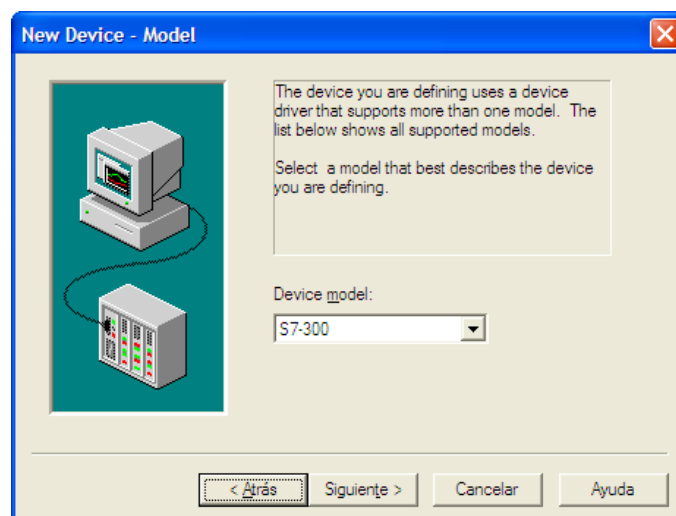 New Device - Model
The device you are defining uses a device
driver that supports more than one model.  The
list below shows all supported models.
Select  a model that best describes the device
you are defining.
Device model:
S7-300
< Atrás
Siguiente >
Cancelar
Ayuda